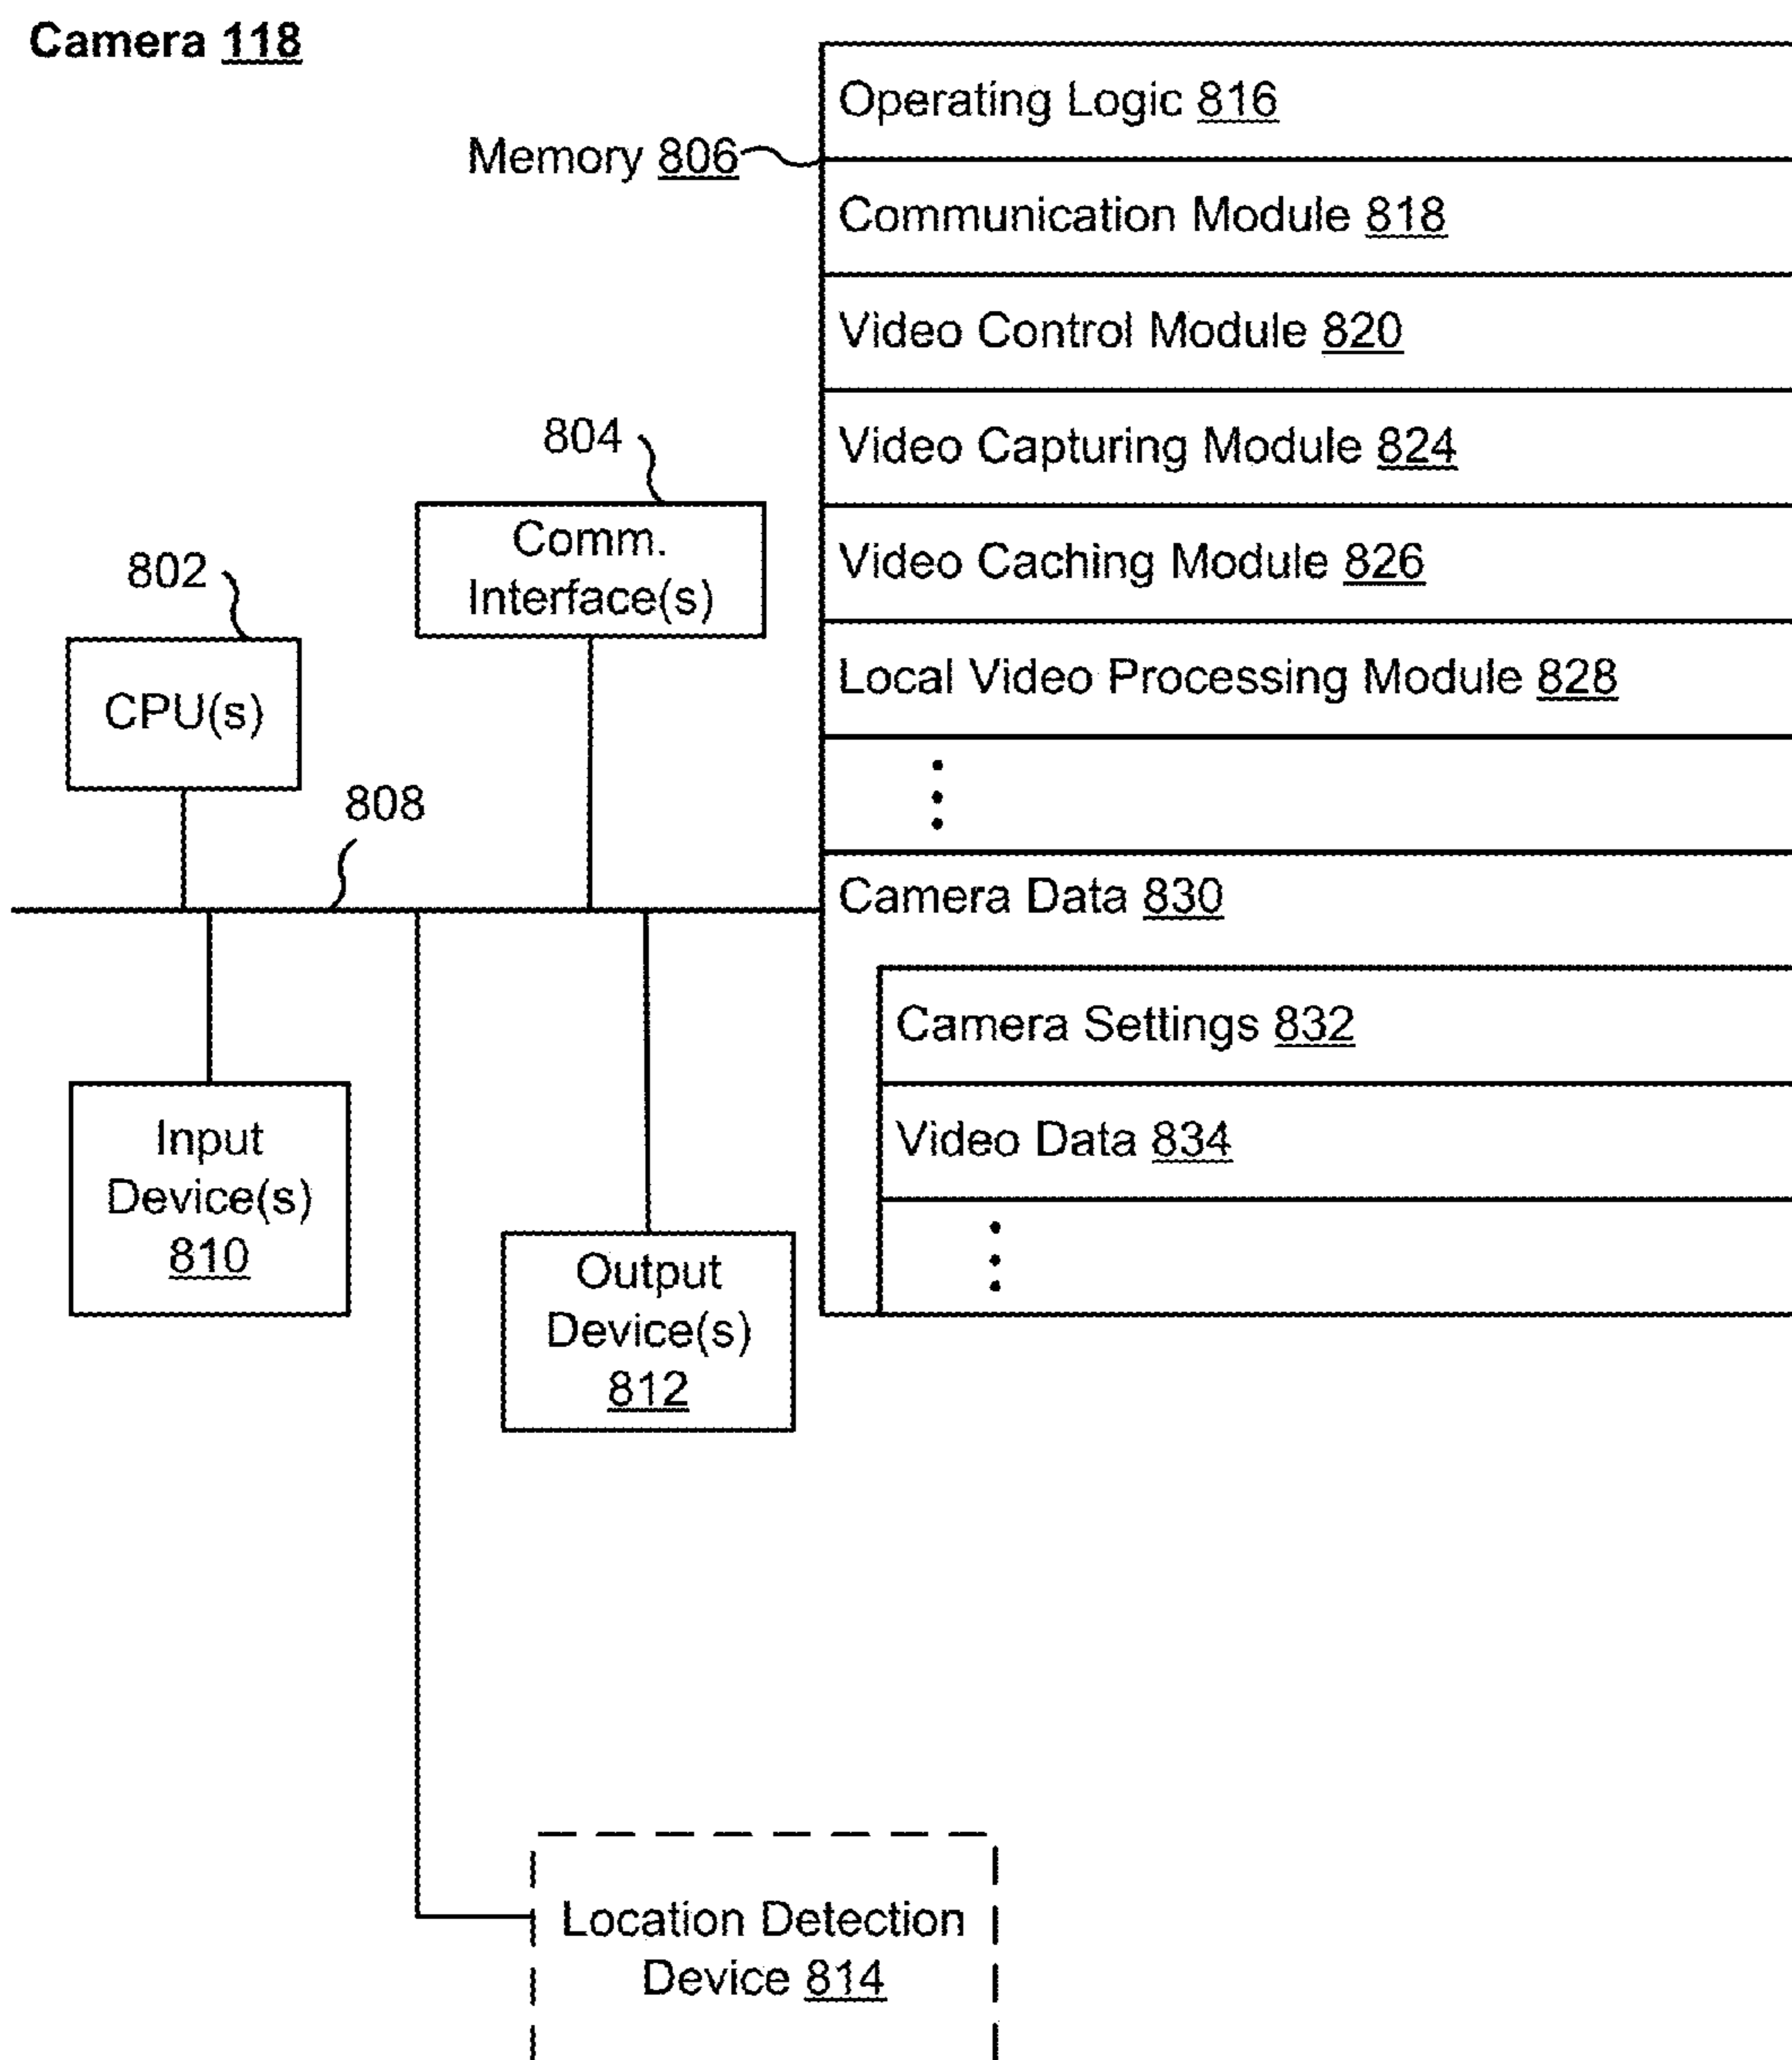 Camera 118
Memory 806
Operating Logic 816
Communication Module 818
Video Control Module 820
Video Capturing Module 824
Video Caching Module 826
Local Video Processing Module 828
Camera Data 830
Camera Settings 832
Video Data 834
804
Comm.
Interface(s)
802
CPU(s)
808
Input
Device(s)
810
Output
Device(s)
812
Location Detection
Device 814